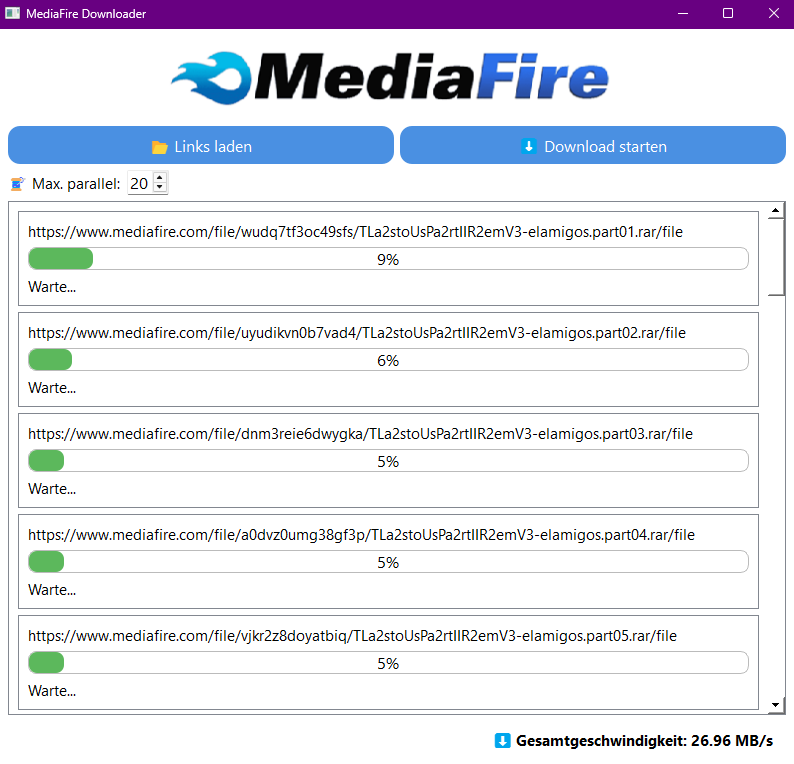 MediaFire Downloader
MediaFire
Links laden
Download starten
Max. parallel: 20
https://www.mediafire.com/file/wudq7tf3oc49sfs/TLa2stoUsPa2rtIIR2emV3-elamigos.part01.rar/file
9%
Warte...
https://www.mediafire.com/file/uyudikvn0b7vad4/TLa2stoUsPa2rtIIR2emV3-elamigos.part02.rar/file
6%
Warte...
https://www.mediafire.com/file/dnm3reie6dwygka/TLa2stoUsPa2rtIIR2emV3-elamigos.part03.rar/file
5%
Warte...
https://www.mediafire.com/file/a0dvz0umg38gf3p/TLa2stoUsPa2rtIIR2emV3-elamigos.part04.rar/file
5%
Warte...
https://www.mediafire.com/file/vjkr2z8doyatbiq/TLa2stoUsPa2rtIIR2emV3-elamigos.part05.rar/file
5%
Warte...
Gesamtgeschwindigkeit: 26.96 MB/s